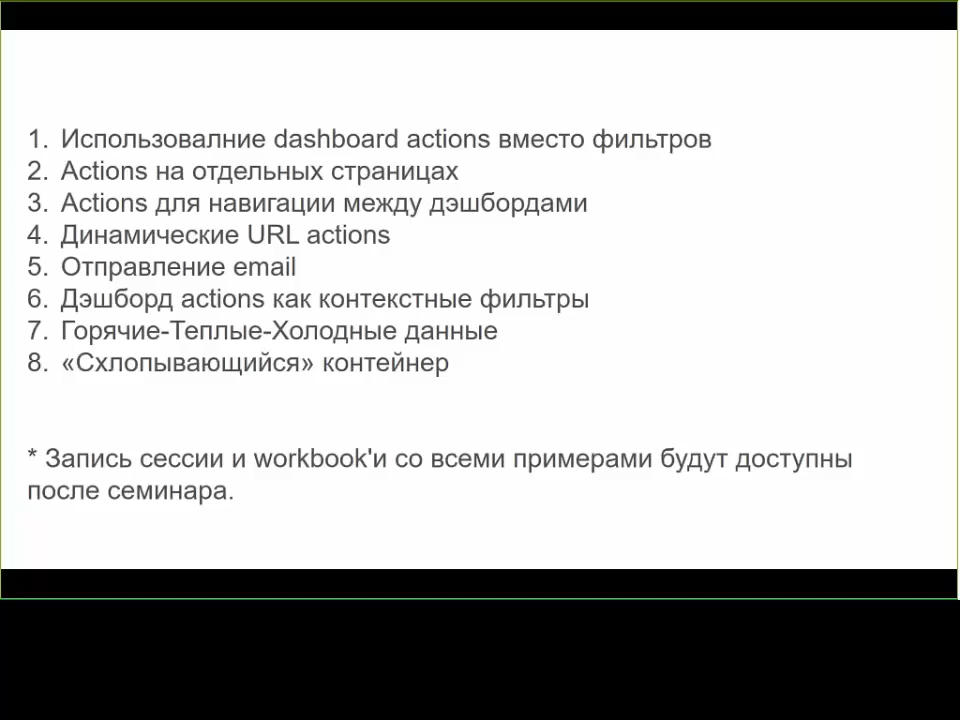 1. Использовалние dashboard actions вместо фильтров
2. Actions на отдельных страницах
3. Actions для навигации между дэшбордами
4. Динамические URL actions
5. Отправление email
6. Дэшборд actions как контекстные фильтры
7. Горячие-Теплые-Холодные данные
8. «Схлопывающийся» контейнер
* Запись сессии и workbook'и со всеми примерами будут доступны
после семинара.